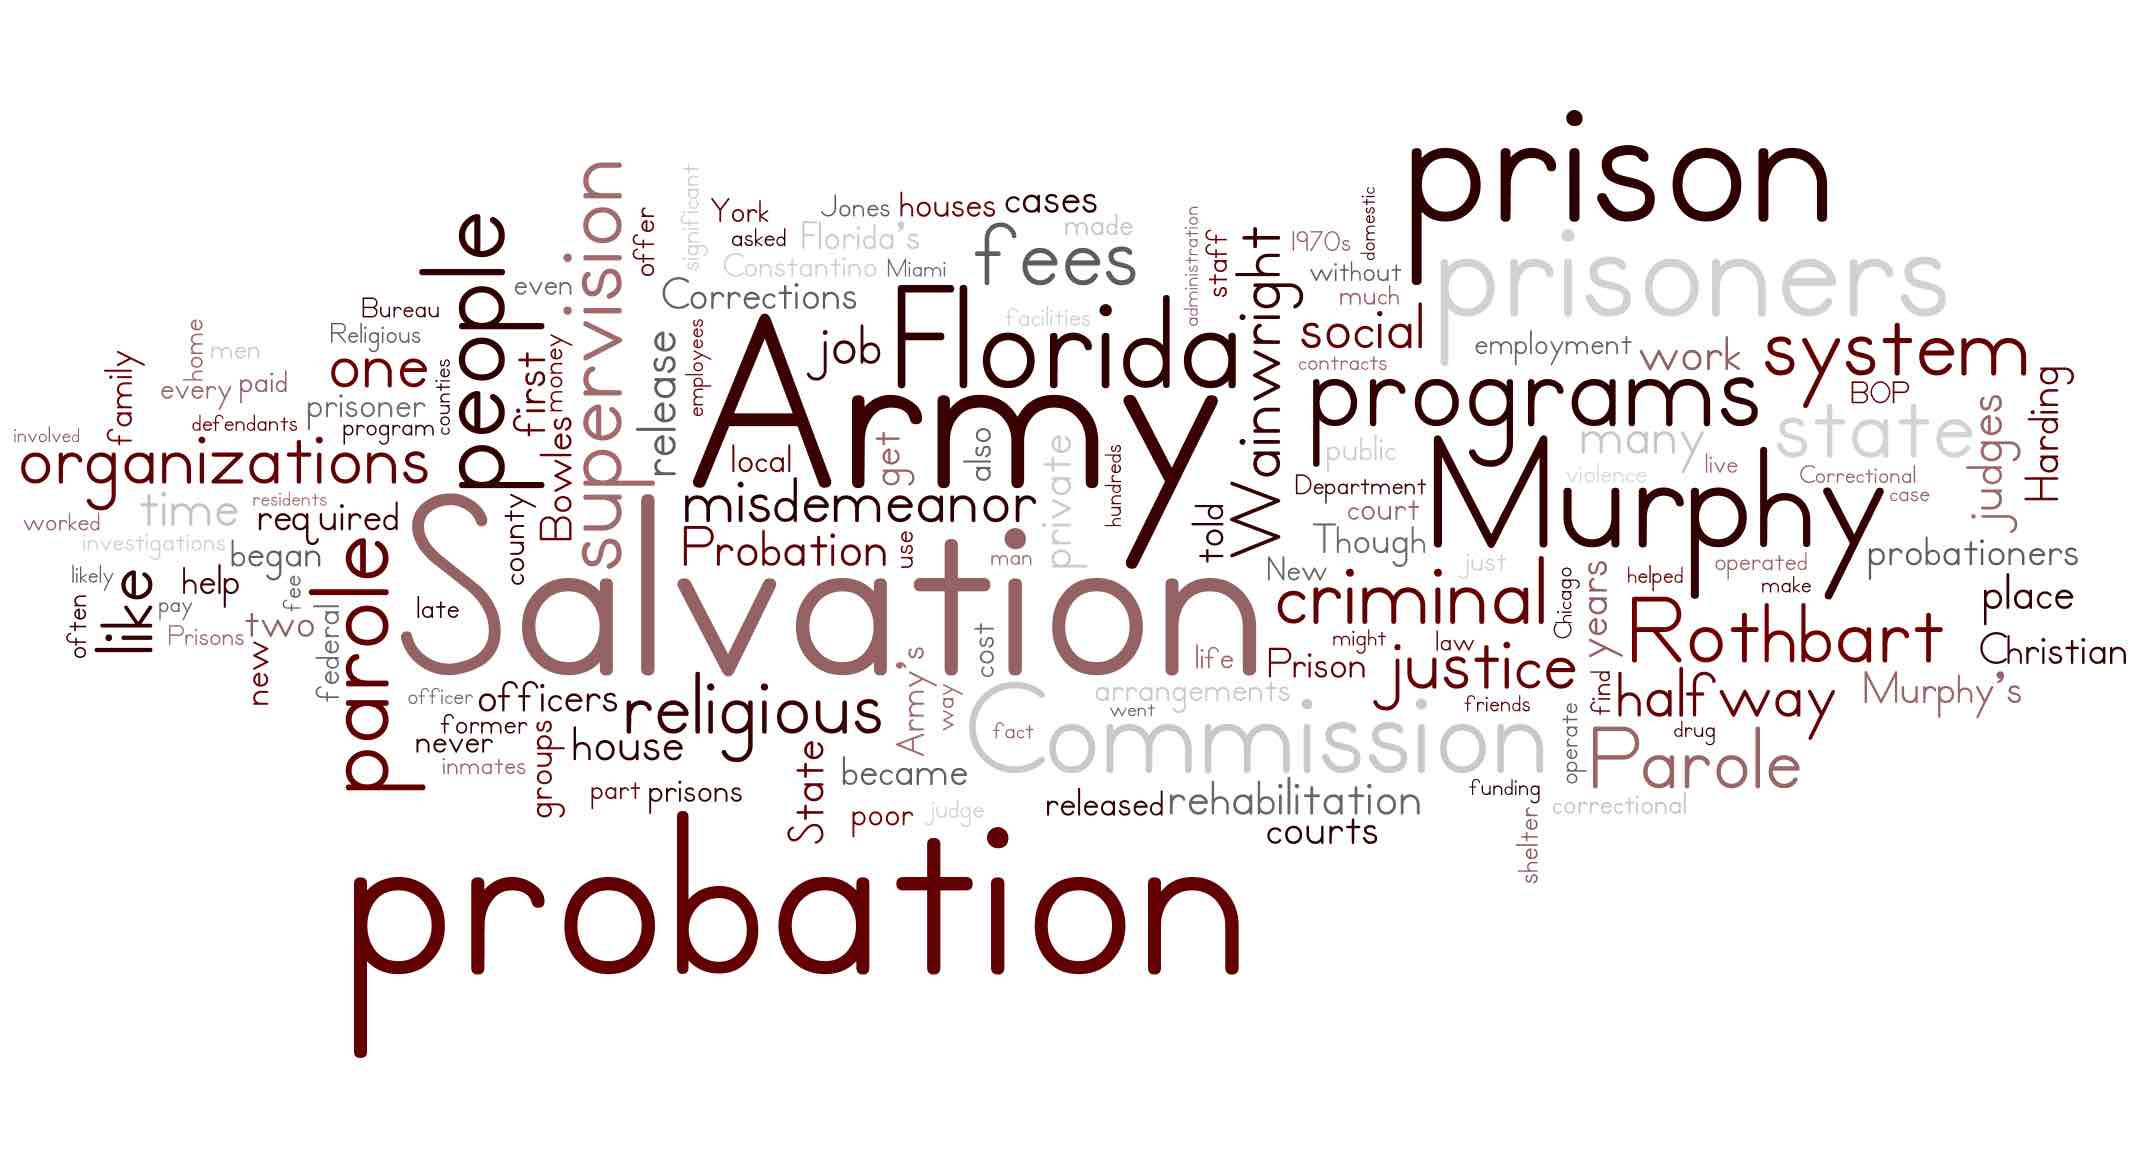 prison
prisoners
York
Jones
houses
cases
made
asked
Florida's
fees
Constantino
Miami
Corrections
significant
offer
supervision
people
even
Bureau
Religious
one
prisoner
program
counties
first
money
Bowles
release
employees
job
Florida
facilities
administration
staff
Wainwright
1970s
domestic
without
much
social
contracts
employment
work
system
BOP
programs
state
many
public
violence
live
Correctional
case
judges
Harding
Murphy
Department
court
Though
Army
local
get
also
private
hundreds
misdemeanor
Probation
use
man
told
home
men
every
paid
family
defendants
involved
organizations
residents
time
required
worked
investigations
began
likely
help
like
often
pay
Prisons
two
new
fee
federal
parole
county
Salvation
late
cost
life
New
just
operated
probationers
make
helped
place
criminal
Chicago
years
Rothbart
Christian
might
law
Prison
justice
friends
find
halfway
Murphy's
drug
Parole
operate
correctional
officer
officers
former
never
inmates
groups
house
religious
Army's
way
Commission
fact
arrangements
went
part
prisons
State
became
poor
judge
released
rehabilitation
courts
funding
shelter
probation